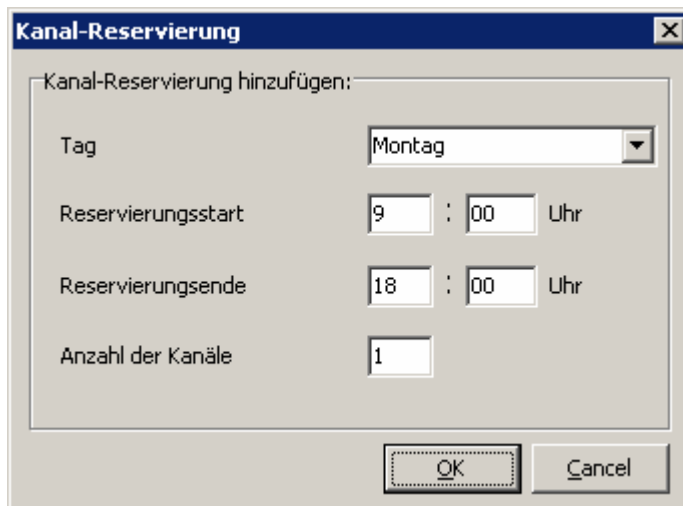 Kanal-Reservierung
Kanal-Reservierung hinzufügen:
Tag Montag
Reservierungsstart 9 : 00 Uhr
Reservierungsende 18 : 00 Uhr
Anzahl der Kanäle 1
OK Cancel